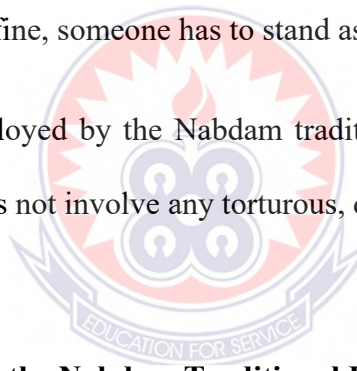 fine, someone has to stand as
loyed by the Nabdam tradit
s not involve any torturous,
EDUCATION FOR SERVICE
the Nabdam Traditional